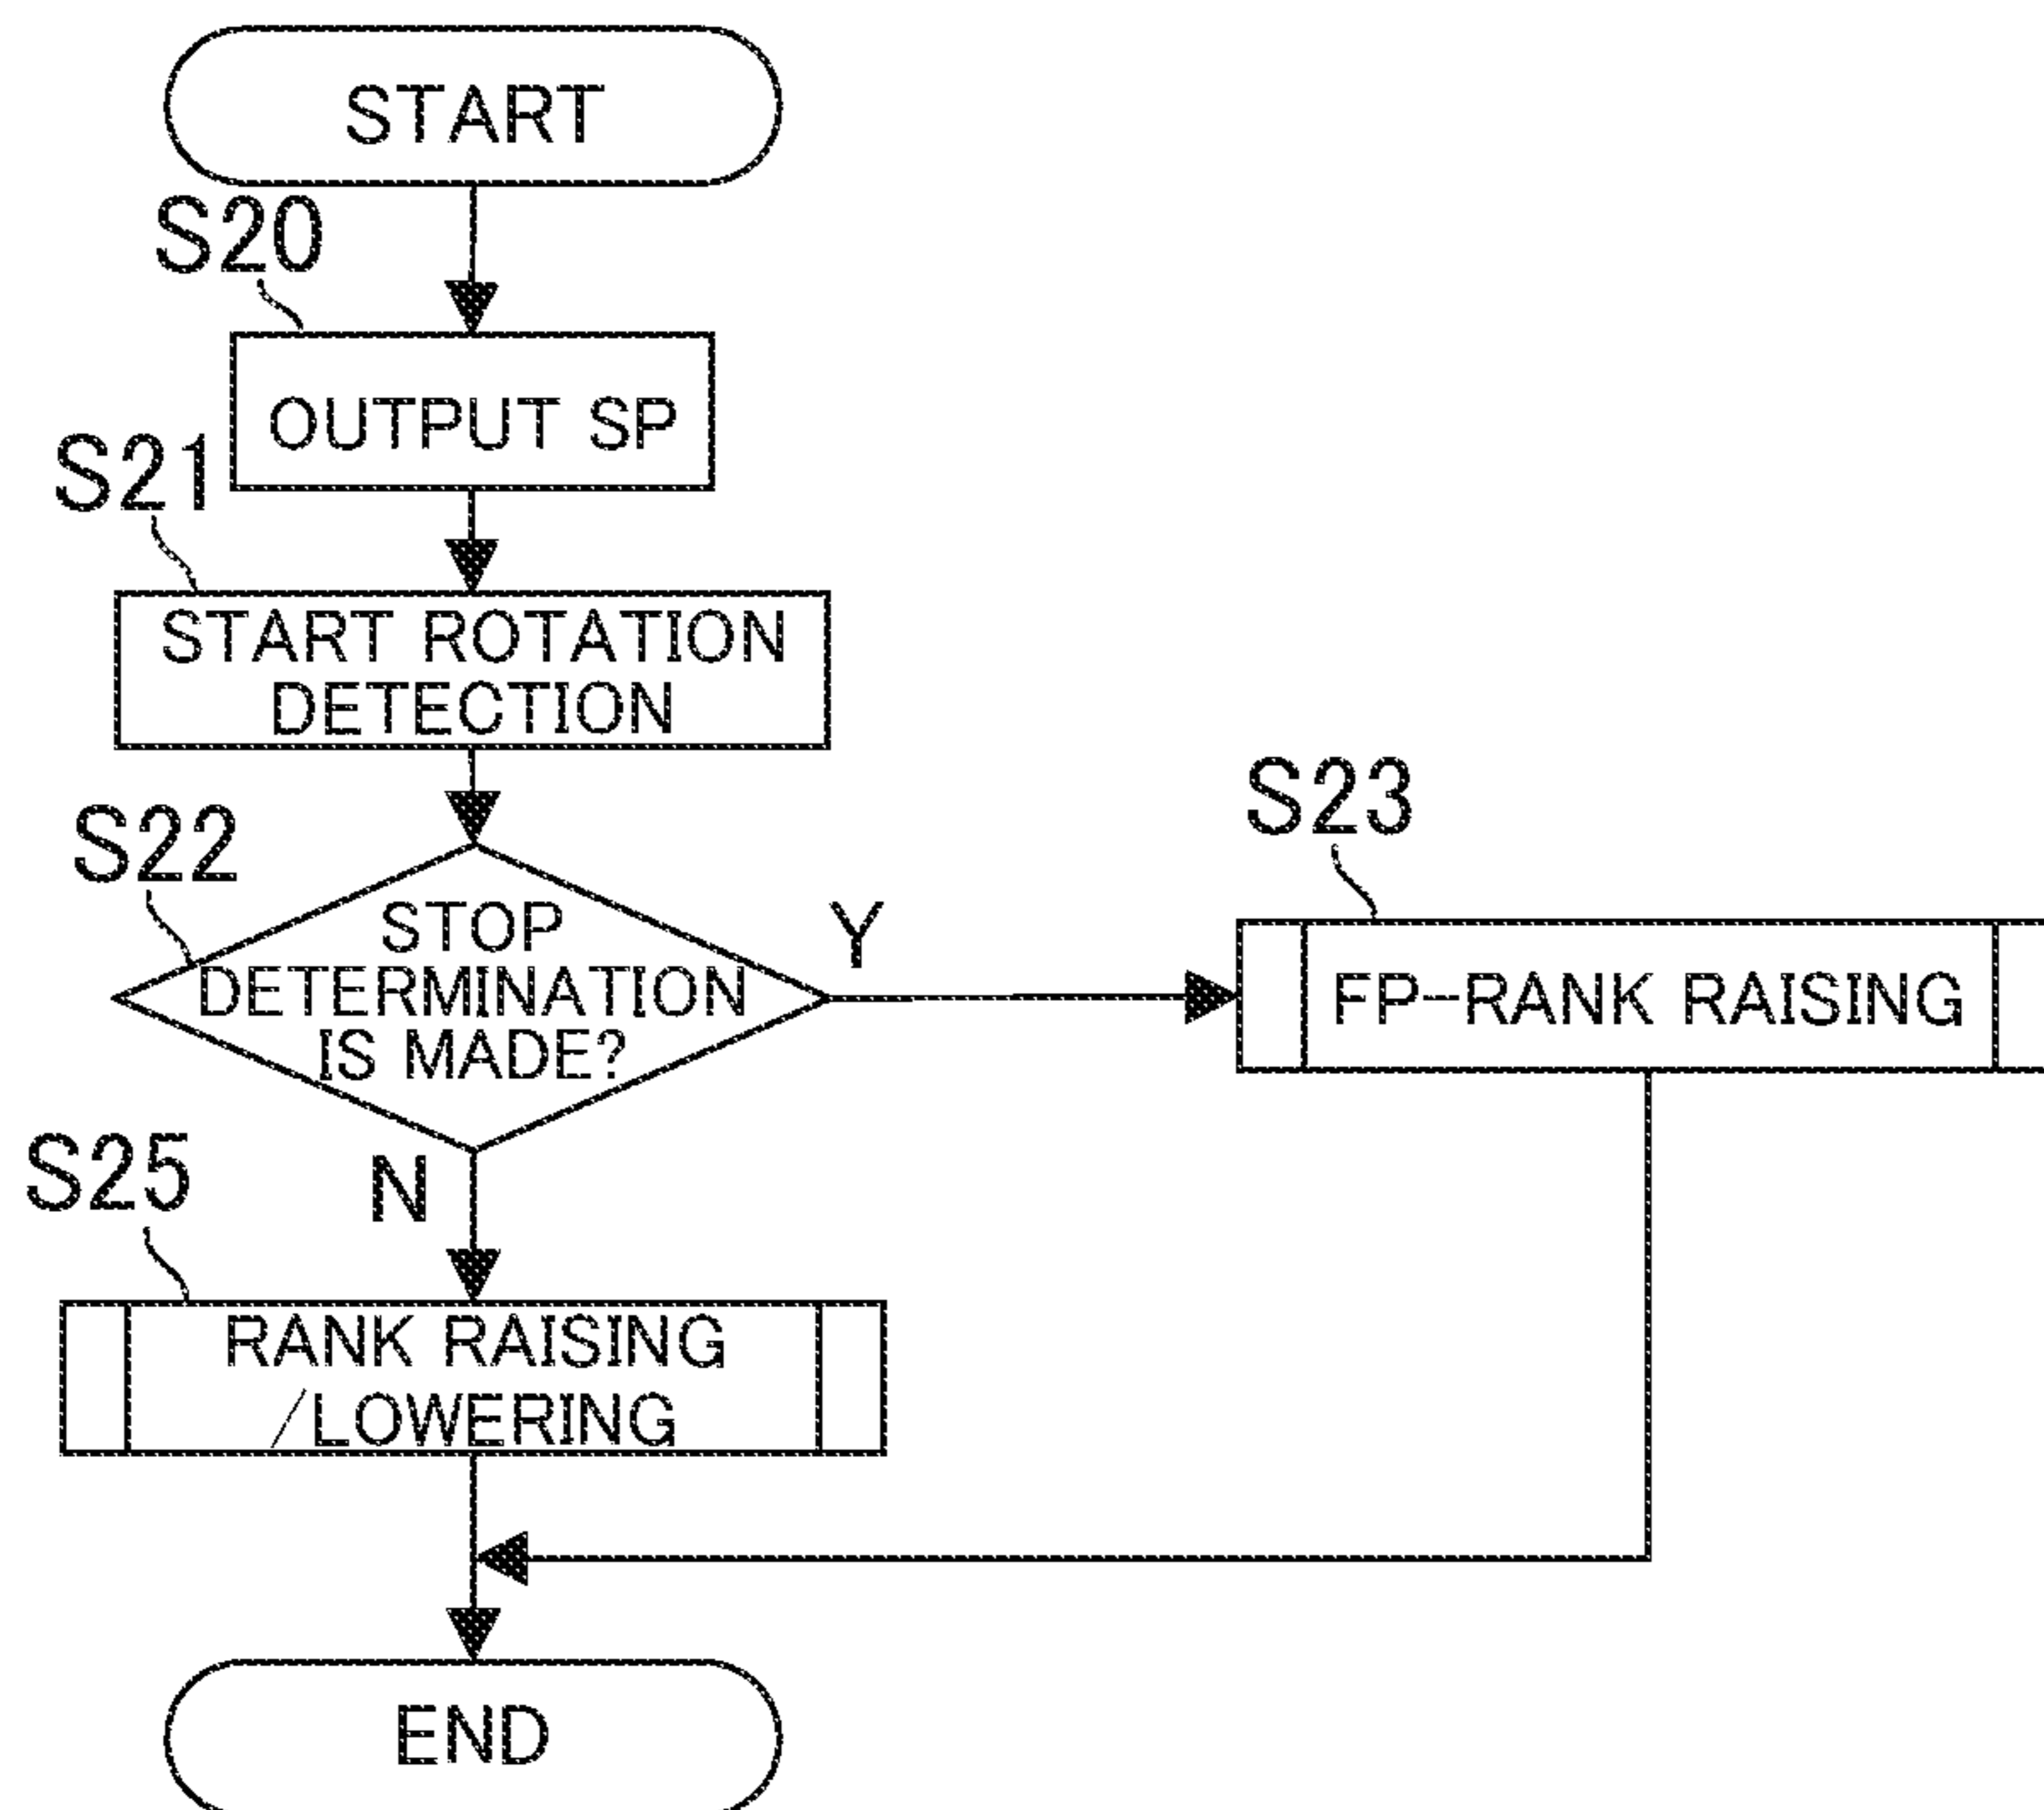 START
S20
OUTPUT SP
S21
START ROTATION
DETECTION
S22
STOP
DETERMINATION
IS MADE?
Y
S23
FP-RANK RAISING
N
S25
RANK RAISING
/LOWERING
END